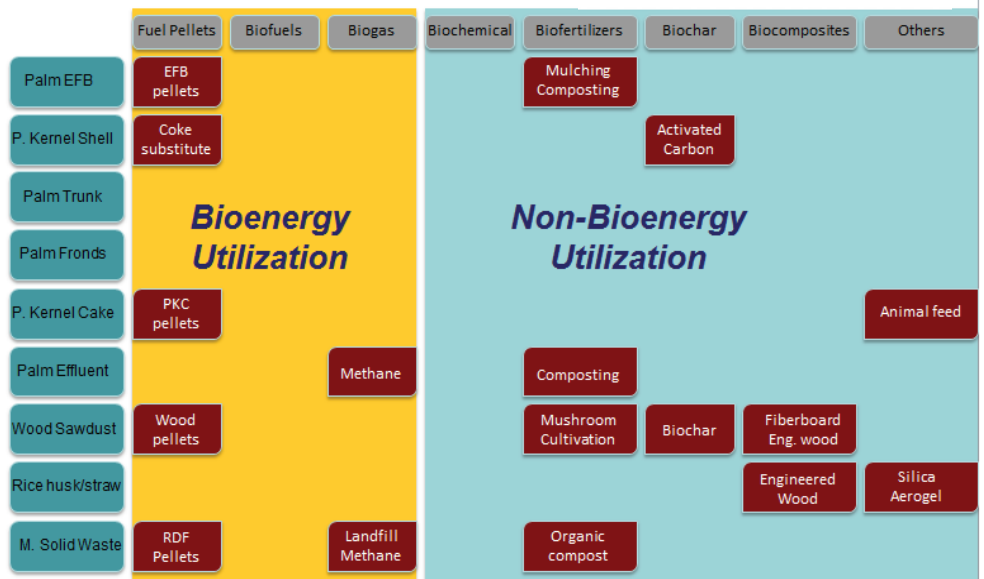 Fuel Pellets
Biofuels
Biogas
Biochemical
Biofertilizers
Biochar
Biocomposites
Others
Palm EFB
EFB
pellets
Mulching
Composting
P. Kernel Shell
Coke
substitute
Activated
Carbon
Palm Trunk
Bioenergy
Utilization
Non-Bioenergy
Utilization
Palm Fronds
P. Kernel Cake
PKC
pellets
Animal feed
Palm Effluent
Methane
Composting
Wood Sawdust
Wood
pellets
Mushroom
Cultivation
Biochar
Fiberboard
Eng. wood
Rice husk/straw
Engineered
Wood
Silica
Aerogel
M. Solid Waste
RDF
Pellets
Landfill
Methane
Organic
compost